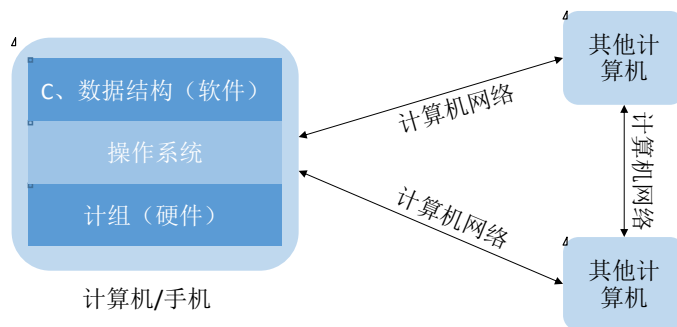 C、数据结构（软件）
操作系统
计组（硬件）
计算机/手机
计算机网络
计算机网络
其他计
算机
计算机网络
其他计
算机